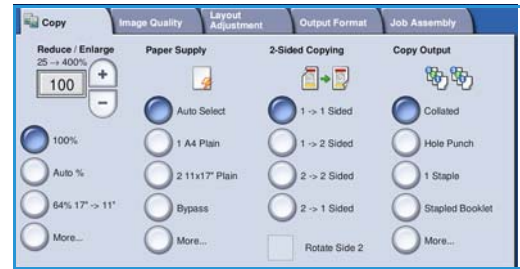 Copy
Image Quality
Layout
Adjustment
Output Format
Job Assembly
Reduce / Enlarge
25 → 400%
100
+
−
100%
Auto %
64% 17" -> 11"
More...
Paper Supply
Auto Select
1 A4 Plain
2 11x17" Plain
Bypass
More...
2-Sided Copying
1 -> 1 Sided
1 -> 2 Sided
2 -> 2 Sided
2 -> 1 Sided
Rotate Side 2
Copy Output
Collated
Hole Punch
1 Staple
Stapled Booklet
More...